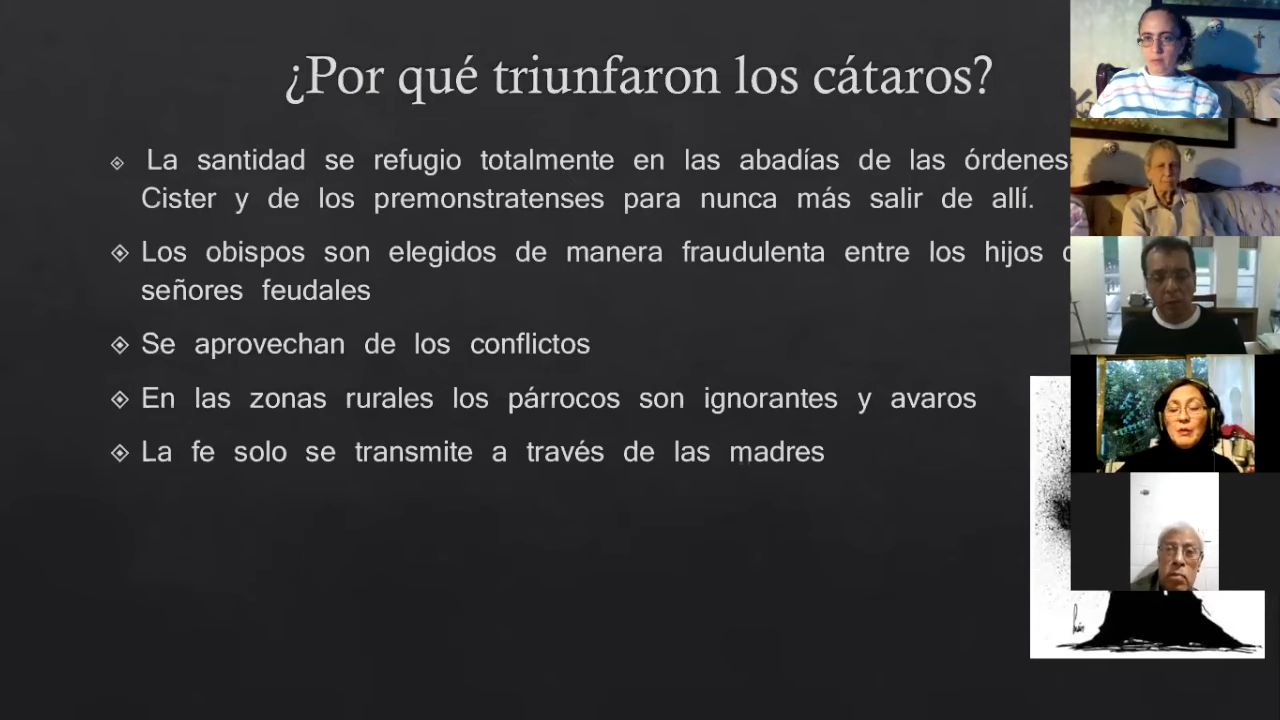 ¿Por qué triunfaron los cátaros?
La santidad se refugio totalmente en las abadías de las órdenes
Cister y de los premonstratenses para nunca más salir de allí.
Los obispos son elegidos de manera fraudulenta entre los hijos
señores feudales
Se aprovechan de los conflictos
En las zonas rurales los párrocos son ignorantes y avaros
La fe solo se transmite a través de las madres